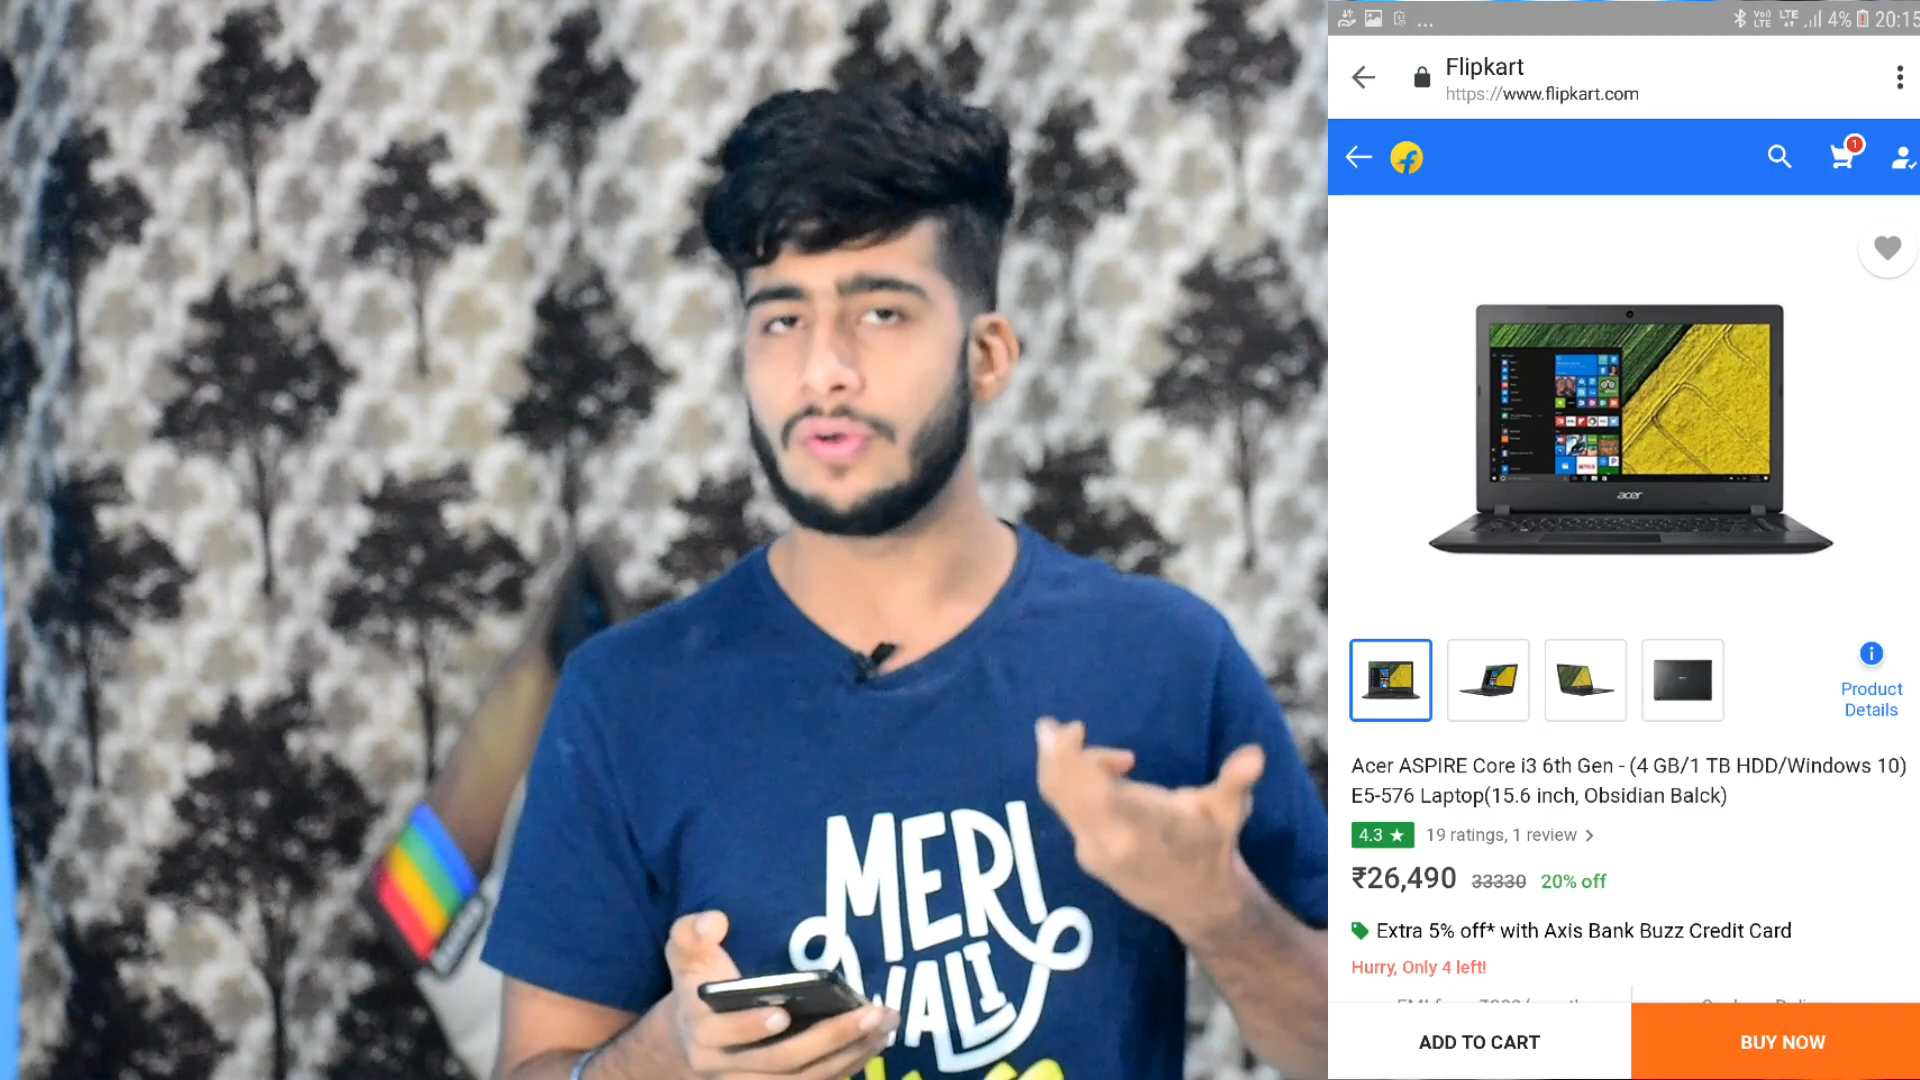 MERI
WALI
... 4% 20:15
Flipkart
https://www.flipkart.com
1
acer
Product
Details
Acer ASPIRE Core i3 6th Gen - (4 GB/1 TB HDD/Windows 10)
E5-576 Laptop(15.6 inch, Obsidian Balck)
4.3 ★ 19 ratings, 1 review
₹26,490 33330 20% off
Extra 5% off* with Axis Bank Buzz Credit Card
Hurry, Only 4 left!
ADD TO CART BUY NOW